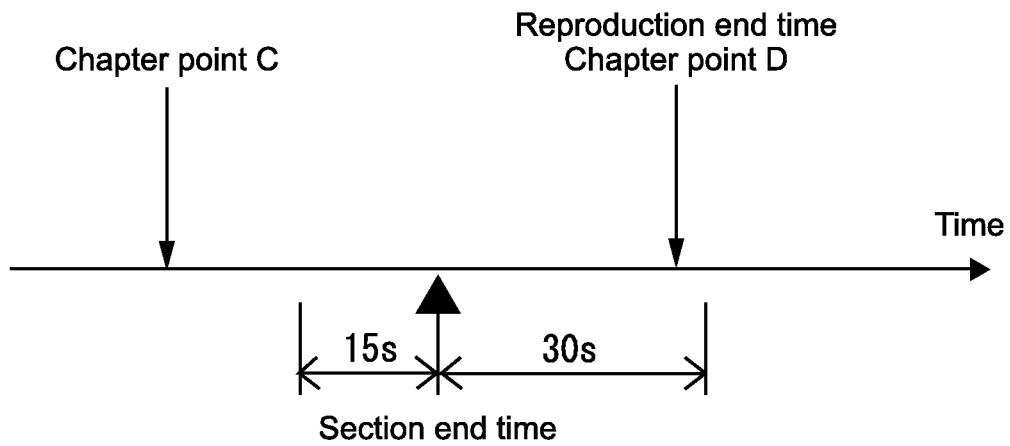 Reproduction end time
Chapter point C
Chapter point D
Time
15s
30s
Section end time